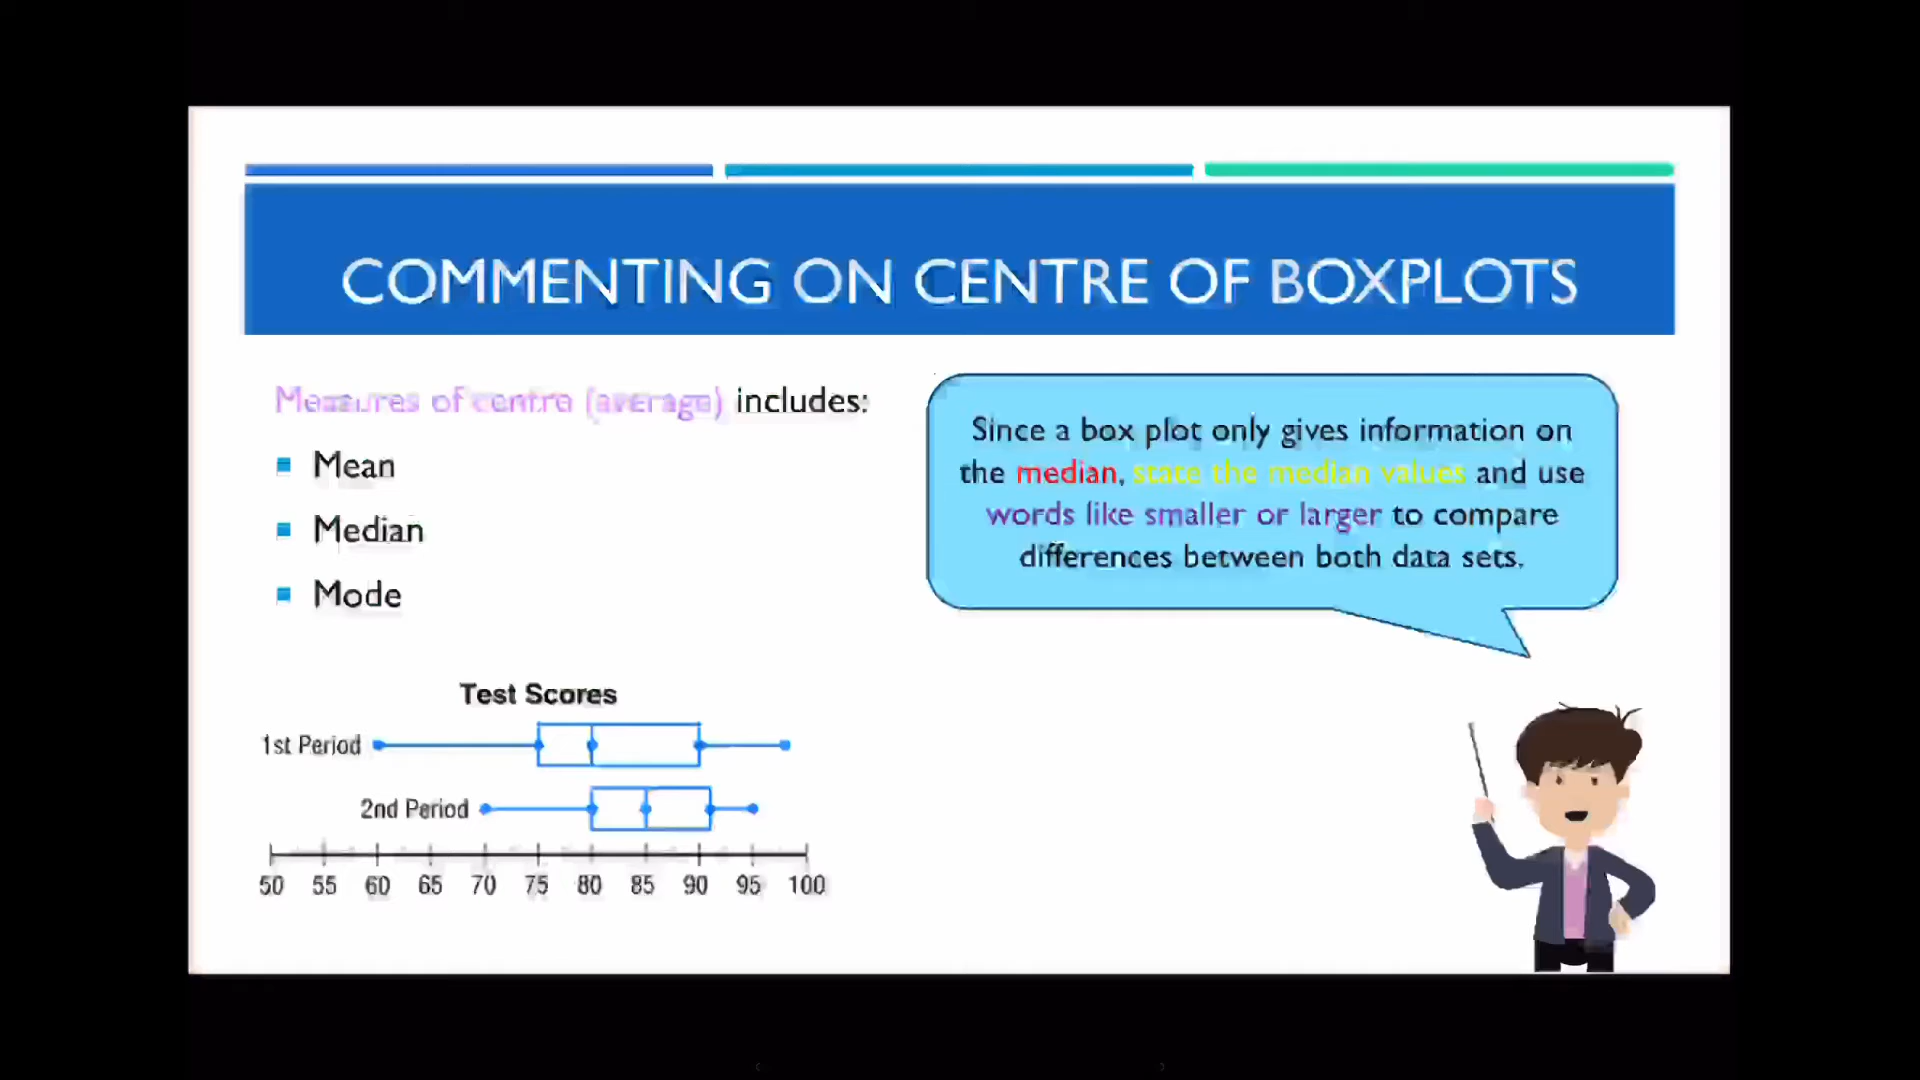 COMMENTING ON CENTRE OF BOXPLOTS
Measures of centre (average) includes:
Mean
Median
Mode
Since a box plot only gives information on
the median, state the median values and use
words like smaller or larger to compare
differences between both data sets.
Test Scores
1st Period
2nd Period
50 55 60 65 70 75 80 85 90 95 100